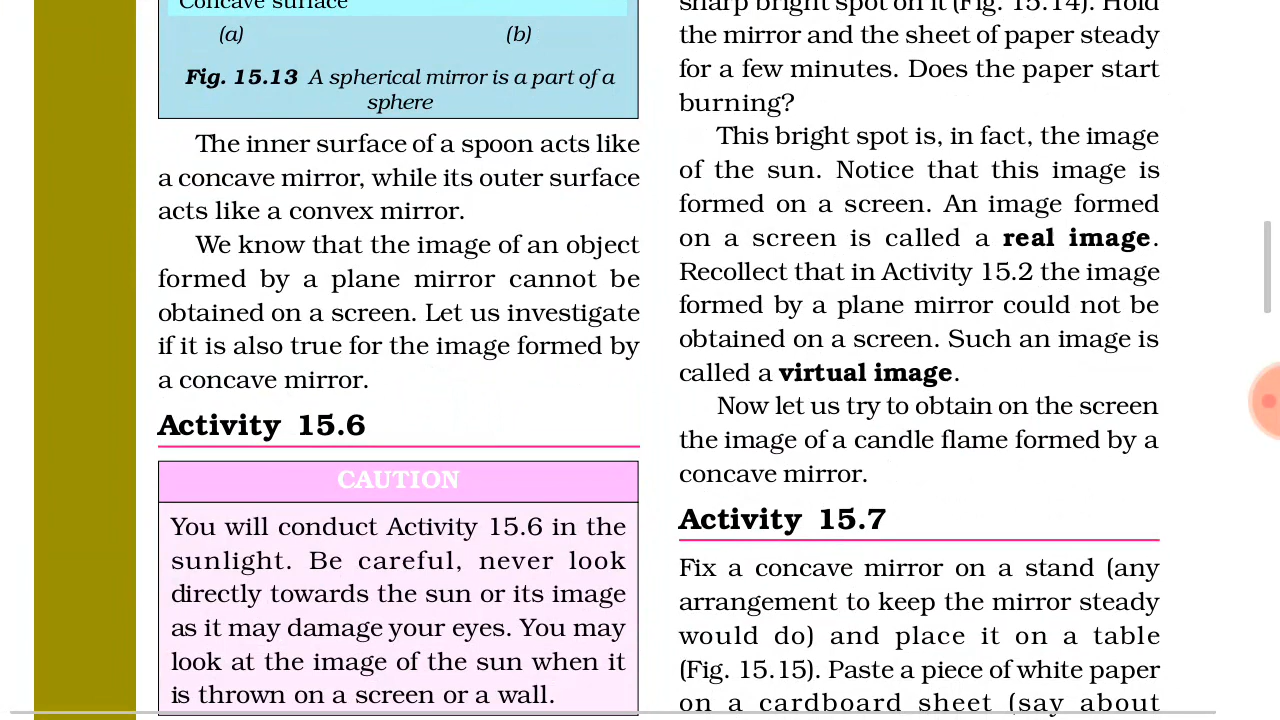 Concave surface
(a)
(b)
Fig. 15.13 A spherical mirror is a part of a
sphere
The inner surface of a spoon acts like
a concave mirror, while its outer surface
acts like a convex mirror.
We know that the image of an object
formed by a plane mirror cannot be
obtained on a screen. Let us investigate
if it is also true for the image formed by
a concave mirror.
Activity 15.6
CAUTION
You will conduct Activity 15.6 in the
sunlight. Be careful, never look
directly towards the sun or its image
as it may damage your eyes. You may
look at the image of the sun when it
is thrown on a screen or a wall.
sharp bright spot on it (Fig. 15.14). Hold
the mirror and the sheet of paper steady
for a few minutes. Does the paper start
burning?
This bright spot is, in fact, the image
of the sun. Notice that this image is
formed on a screen. An image formed
on a screen is called a real image.
Recollect that in Activity 15.2 the image
formed by a plane mirror could not be
obtained on a screen. Such an image is
called a virtual image.
Now let us try to obtain on the screen
the image of a candle flame formed by a
concave mirror.
Activity 15.7
Fix a concave mirror on a stand (any
arrangement to keep the mirror steady
would do) and place it on a table
(Fig. 15.15). Paste a piece of white paper
on a cardboard sheet (say about